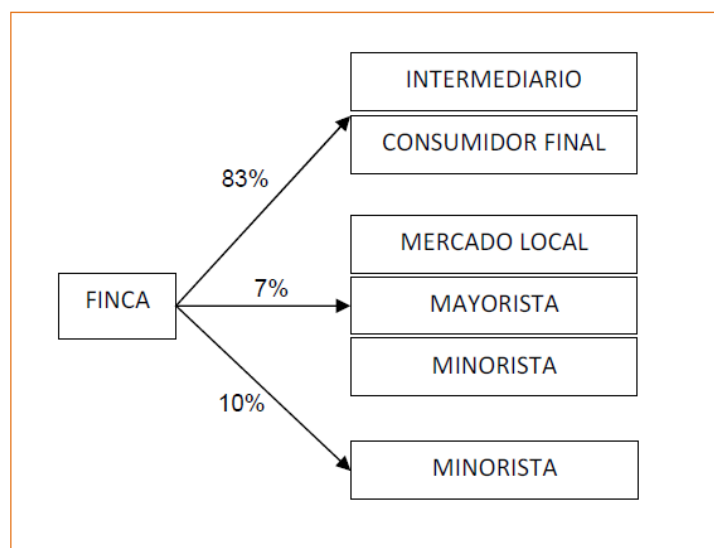 INTERMEDIARIO
CONSUMIDOR FINAL
83%
MERCADO LOCAL
FINCA
7%
MAYORISTA
MINORISTA
10%
MINORISTA